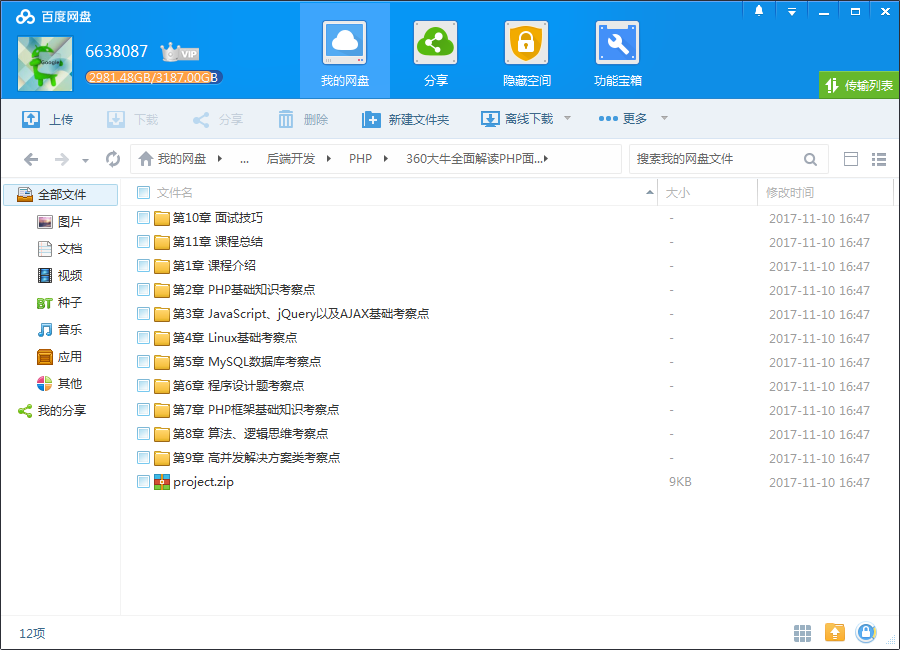 百度网盘
6638087 VIP
2981.48GB/3187.00GB
我的网盘 分享 隐藏空间 功能宝箱
传输列表
上传 下载 分享 删除 新建文件夹 离线下载 更多
我的网盘 ... 后端开发 PHP 360大牛全面解读PHP面... 搜索我的网盘文件
全部文件
图片
文档
视频
BT 种子
音乐
应用
其他
我的分享
文件名 大小 修改时间
第10章 面试技巧 - 2017-11-10 16:47
第11章 课程总结 - 2017-11-10 16:47
第1章 课程介绍 - 2017-11-10 16:47
第2章 PHP基础知识考察点 - 2017-11-10 16:47
第3章 JavaScript、jQuery以及AJAX基础考察点 - 2017-11-10 16:47
第4章 Linux基础考察点 - 2017-11-10 16:47
第5章 MySQL数据库考察点 - 2017-11-10 16:47
第6章 程序设计题考察点 - 2017-11-10 16:47
第7章 PHP框架基础知识考察点 - 2017-11-10 16:47
第8章 算法、逻辑思维考察点 - 2017-11-10 16:47
第9章 高并发解决方案类考察点 - 2017-11-10 16:47
project.zip 9KB 2017-11-10 16:47
12项